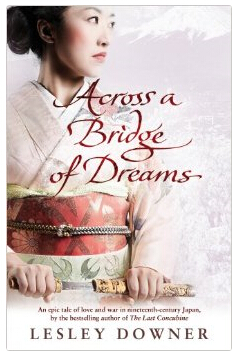 Across a
Bridge
of Dreams
An epic tale of love and war in nineteenth-century Japan,
by the bestselling author of The Last Concubine
LESLEY DOWNER